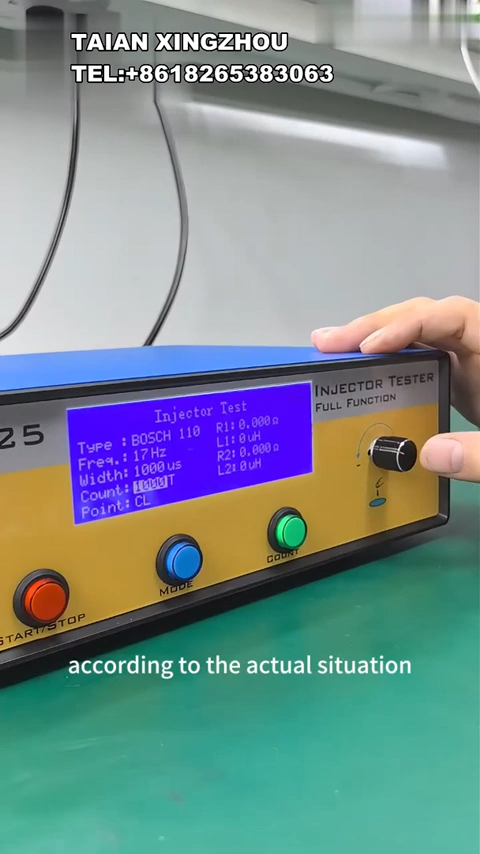 TAIAN XINGZHOU
TEL:+8618265383063
INJECTOR TESTER
FULL FUNCTION
Injector Test
Type : BOSCH 110
R1: 0.000Ω
Freq.: 17Hz
L1: 0uH
Width: 1000us
R2: 0.000Ω
Count: 1000T
L2: 0uH
Point: CL
Z5
COUNT
MODE
START/STOP
according to the actual situation